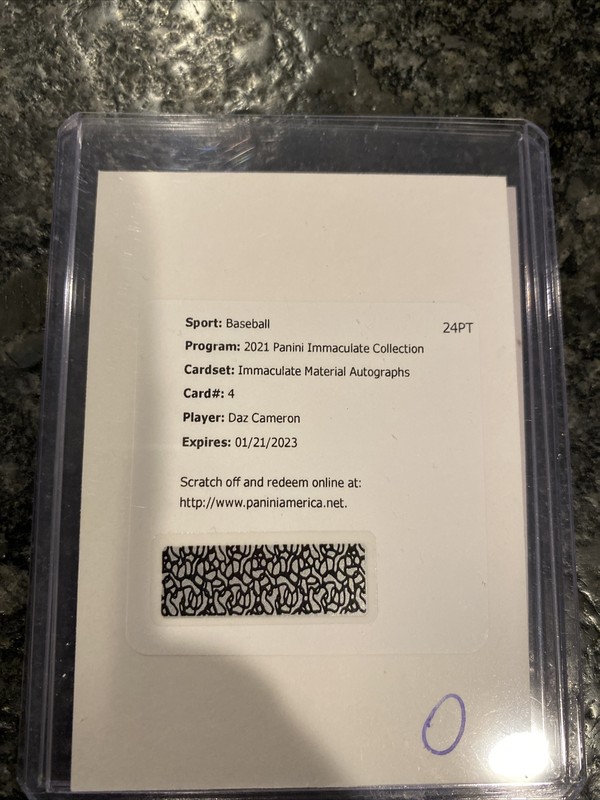 Sport: Baseball
24PT
Program: 2021 Panini Immaculate Collection
Cardset: Immaculate Material Autographs
Card#: 4
Player: Daz Cameron
Expires: 01/21/2023
Scratch off and redeem online at:
http://www.paniniamerica.net.
0